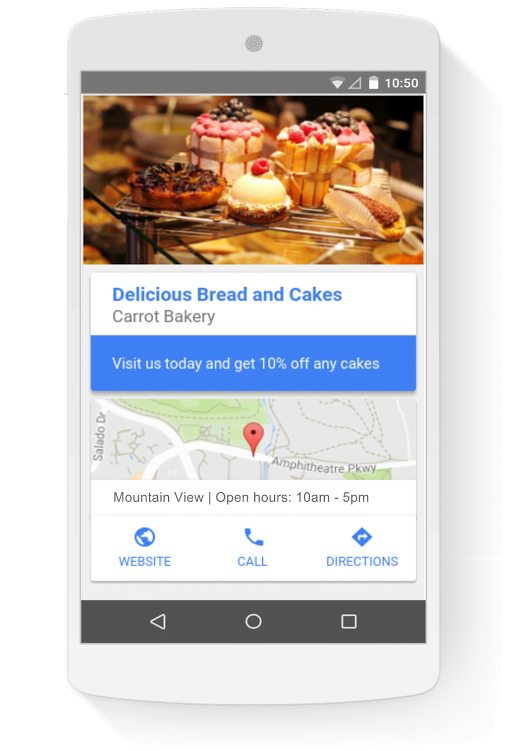 10:50
Delicious Bread and Cakes
Carrot Bakery
Visit us today and get 10% off any cakes
Salado Dr
Amphitheatre Pkwy
Mountain View | Open hours: 10am - 5pm
WEBSITE CALL DIRECTIONS